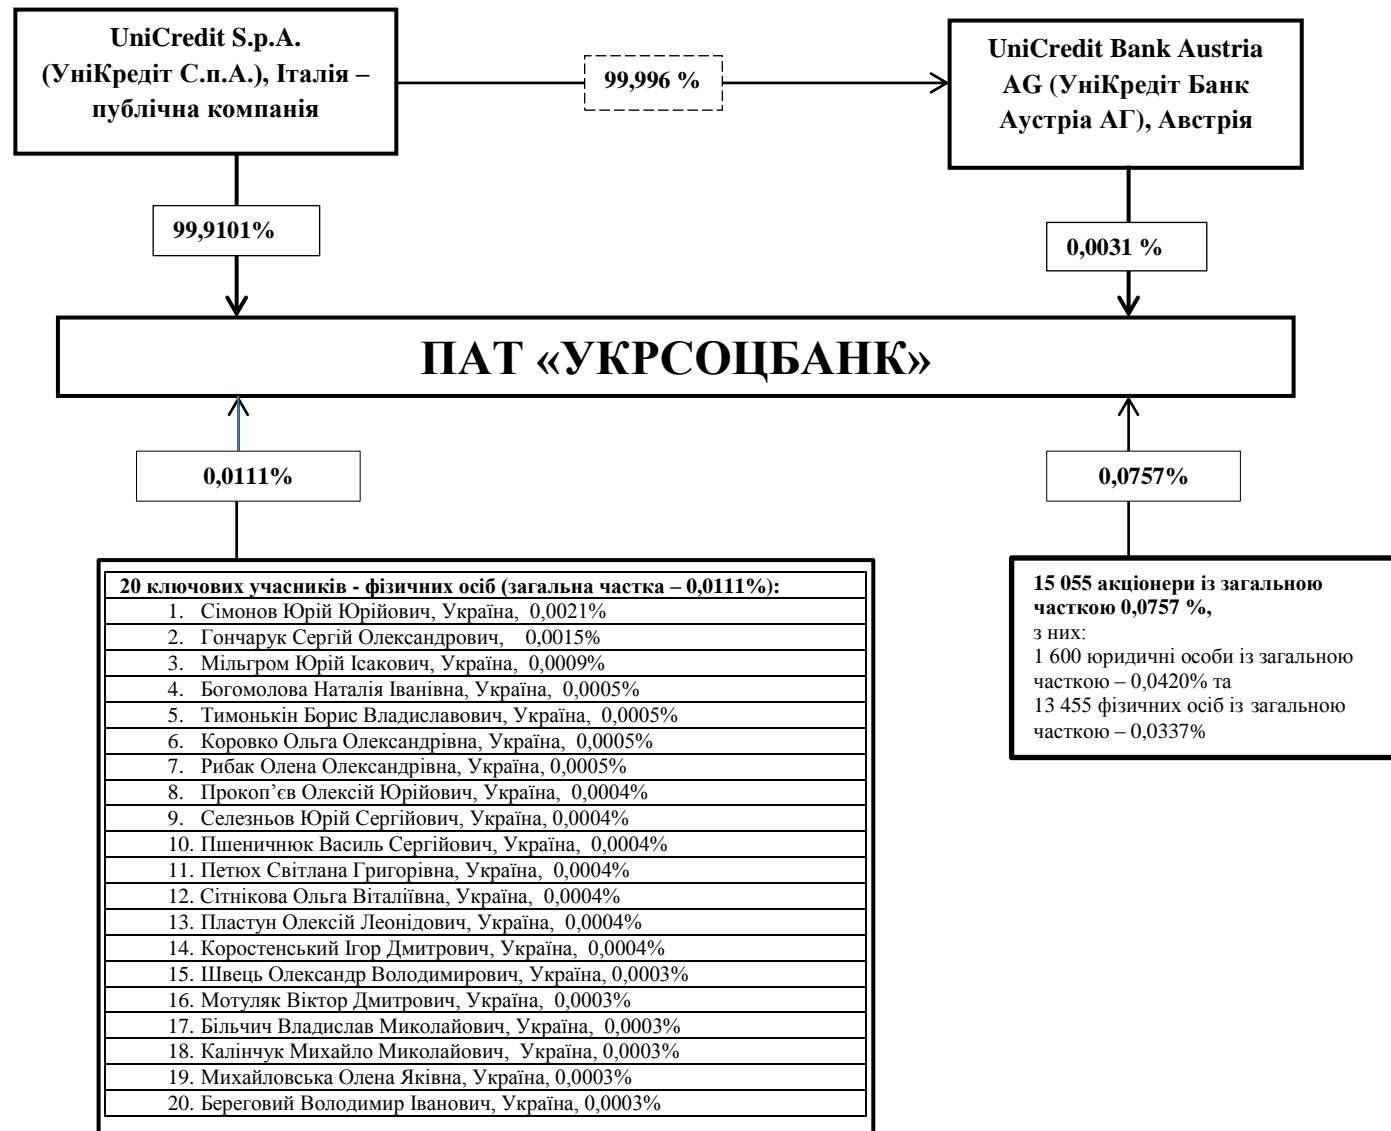 UniCredit S.p.A.
(УніКредіт С.п.А.), Італія –
публічна компанія
99,996 %
UniCredit Bank Austria
AG (УніКредіт Банк
Аустріа АГ), Австрія
99,9101%
0,0031 %
ПАТ «УКРСОЦБАНК»
0,0111%
0,0757%
20 ключових учасників - фізичних осіб (загальна частка – 0,0111%):
1. Сімонов Юрій Юрійович, Україна, 0,0021%
2. Гончарук Сергій Олександрович, 0,0015%
3. Мільгром Юрій Ісакович, Україна, 0,0009%
4. Богомолова Наталія Іванівна, Україна, 0,0005%
5. Тимонькін Борис Владиславович, Україна, 0,0005%
6. Коровко Ольга Олександрівна, Україна, 0,0005%
7. Рибак Олена Олександрівна, Україна, 0,0005%
8. Прокоп’єв Олексій Юрійович, Україна, 0,0004%
9. Селезньов Юрій Сергійович, Україна, 0,0004%
10. Пшеничнюк Василь Сергійович, Україна, 0,0004%
11. Петюх Світлана Григорівна, Україна, 0,0004%
12. Сітнікова Ольга Віталіївна, Україна, 0,0004%
13. Пластун Олексій Леонідович, Україна, 0,0004%
14. Коростенський Ігор Дмитрович, Україна, 0,0004%
15. Швець Олександр Володимирович, Україна, 0,0003%
16. Мотуляк Віктор Дмитрович, Україна, 0,0003%
17. Більчич Владислав Миколайович, Україна, 0,0003%
18. Калінчук Михайло Миколайович, Україна, 0,0003%
19. Михайловська Олена Яківна, Україна, 0,0003%
20. Береговий Володимир Іванович, Україна, 0,0003%
15 055 акціонери із загальною
часткою 0,0757 %,
з них:
1 600 юридичні особи із загальною
часткою – 0,0420% та
13 455 фізичних осіб із загальною
часткою – 0,0337%